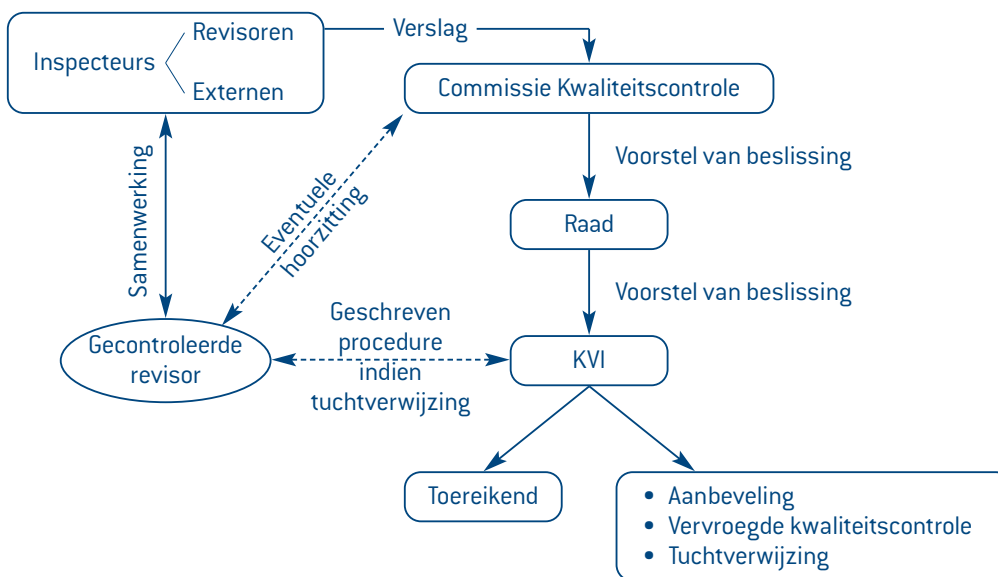 Inspecteurs
Revisoren
Externen
Verslag
Commissie Kwaliteitscontrole
Samenwerking
Eventuele
hoorzitting
Voorstel van beslissing
Raad
Voorstel van beslissing
Gecontroleerde
revisor
Geschreven
procedure
indien
tuchtverwijzing
KVI
Toereikend
• Aanbeveling
• Vervroegde kwaliteitscontrole
• Tuchtverwijzing